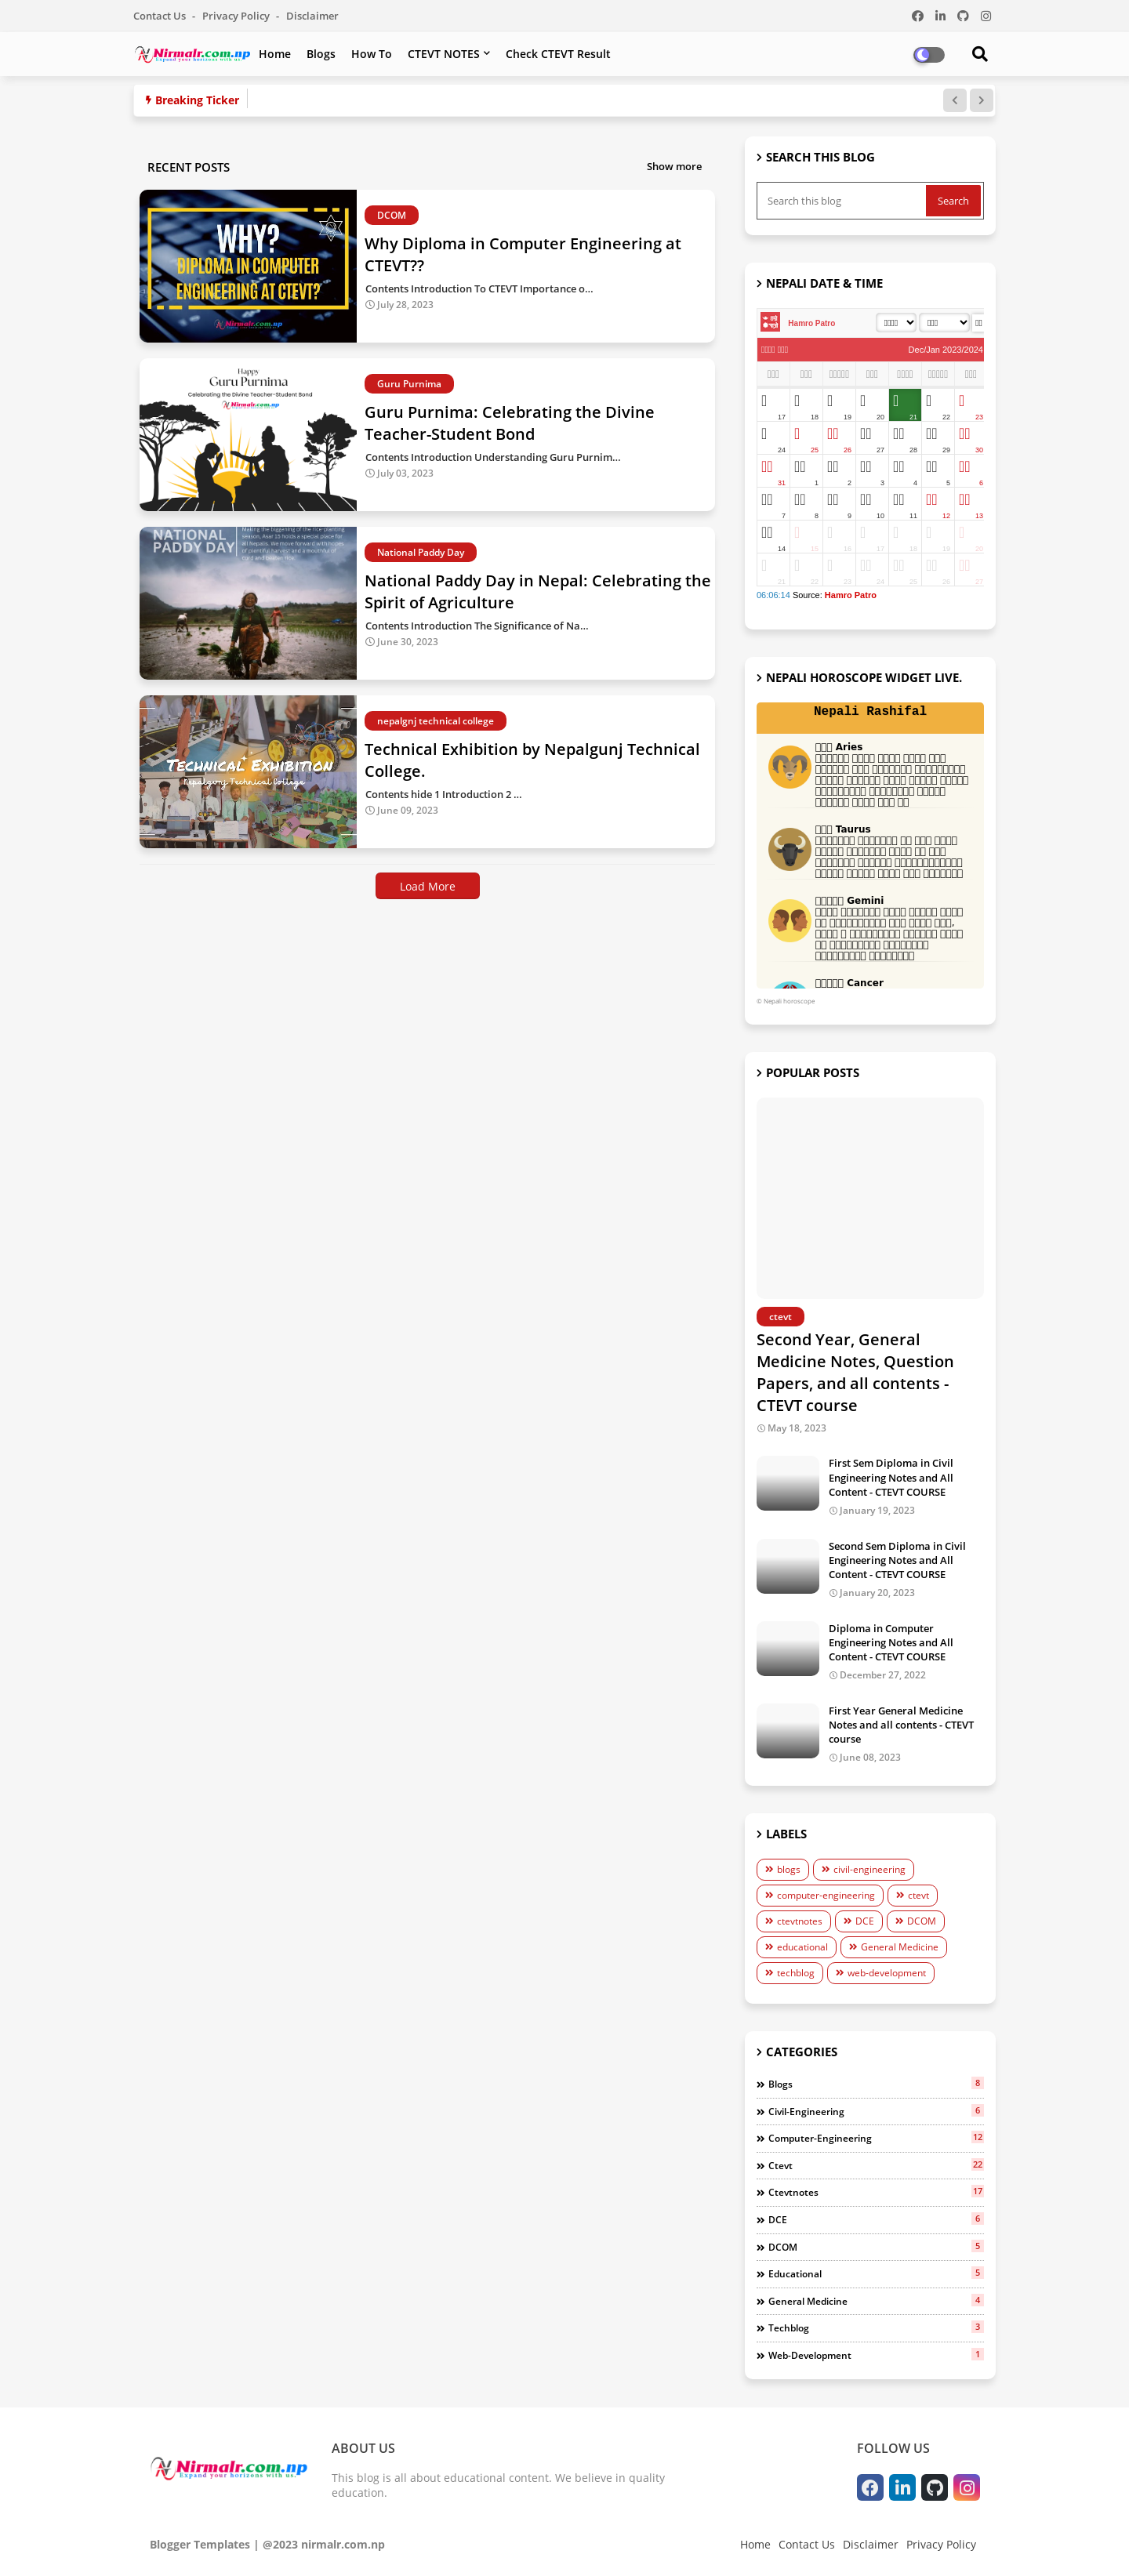 Contact Us - Privacy Policy - Disclaimer
Nirmalr.com.np
Expand your horizons with us.
Home Blogs How To CTEVT NOTES Check CTEVT Result
Breaking Ticker
RECENT POSTS Show more
WHY?
DIPLOMA IN COMPUTER
ENGINEERING AT CTEVT?
Nirmalr.com.np
DCOM
Why Diploma in Computer Engineering at
CTEVT??
Contents Introduction To CTEVT Importance o...
July 28, 2023
Happy
Guru Purnima
Celebrating the Divine Teacher-Student Bond
Nirmalr.com.np
Guru Purnima
Guru Purnima: Celebrating the Divine
Teacher-Student Bond
Contents Introduction Understanding Guru Purnim...
July 03, 2023
NATIONAL
PADDY DAY
National Paddy Day
National Paddy Day in Nepal: Celebrating the
Spirit of Agriculture
Contents Introduction The Significance of Na...
June 30, 2023
Technical Exhibition
Nepalgunj Technical College
nepalgnj technical college
Technical Exhibition by Nepalgunj Technical
College.
Contents hide 1 Introduction 2 ...
June 09, 2023
Load More
SEARCH THIS BLOG
Search this blog Search
NEPALI DATE & TIME
Hamro Patro
Dec/Jan 2023/2024
17 18 19 20 21 22 23
24 25 26 27 28 29 30
31 1 2 3 4 5 6
7 8 9 10 11 12 13
14 15 16 17 18 19 20
21 22 23 24 25 26 27
06:06:14 Source: Hamro Patro
NEPALI HOROSCOPE WIDGET LIVE.
Nepali Rashifal
Aries
Taurus
Gemini
Cancer
© Nepali horoscope
POPULAR POSTS
ctevt
Second Year, General
Medicine Notes, Question
Papers, and all contents -
CTEVT course
May 18, 2023
First Sem Diploma in Civil
Engineering Notes and All
Content - CTEVT COURSE
January 19, 2023
Second Sem Diploma in Civil
Engineering Notes and All
Content - CTEVT COURSE
January 20, 2023
Diploma in Computer
Engineering Notes and All
Content - CTEVT COURSE
December 27, 2022
First Year General Medicine
Notes and all contents - CTEVT
course
June 08, 2023
LABELS
blogs civil-engineering
computer-engineering ctevt
ctevtnotes DCE DCOM
educational General Medicine
techblog web-development
CATEGORIES
Blogs 8
Civil-Engineering 6
Computer-Engineering 12
Ctevt 22
Ctevtnotes 17
DCE 6
DCOM 5
Educational 5
General Medicine 4
Techblog 3
Web-Development 1
Nirmalr.com.np
Expand your horizons with us.
ABOUT US
This blog is all about educational content. We believe in quality
education.
FOLLOW US
Blogger Templates | @2023 nirmalr.com.np
Home Contact Us Disclaimer Privacy Policy